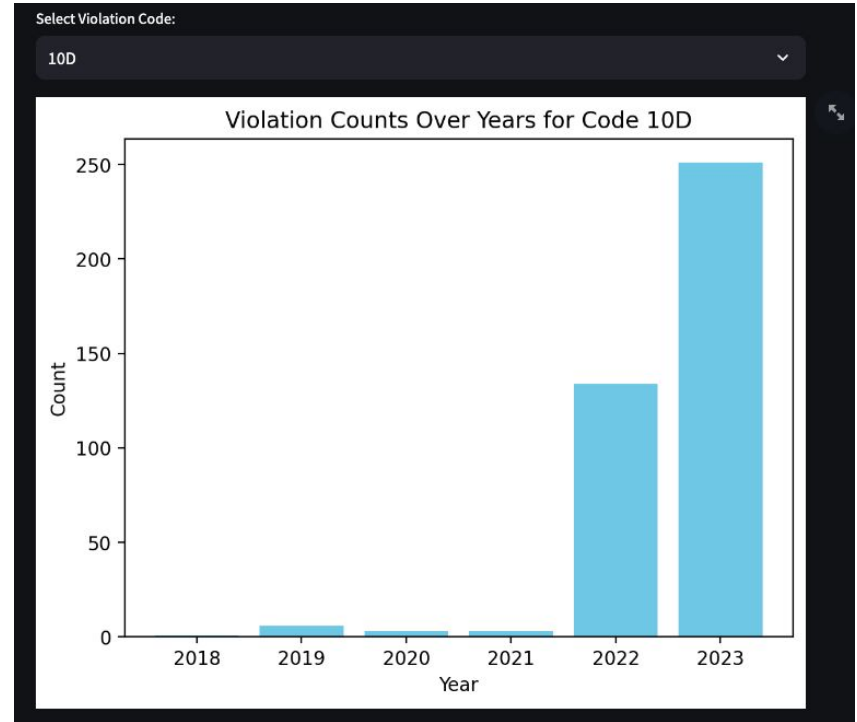 Select Violation Code:
10D
Violation Counts Over Years for Code 10D
250
200
150
100
50
0
Count
2018 2019 2020 2021 2022 2023
Year